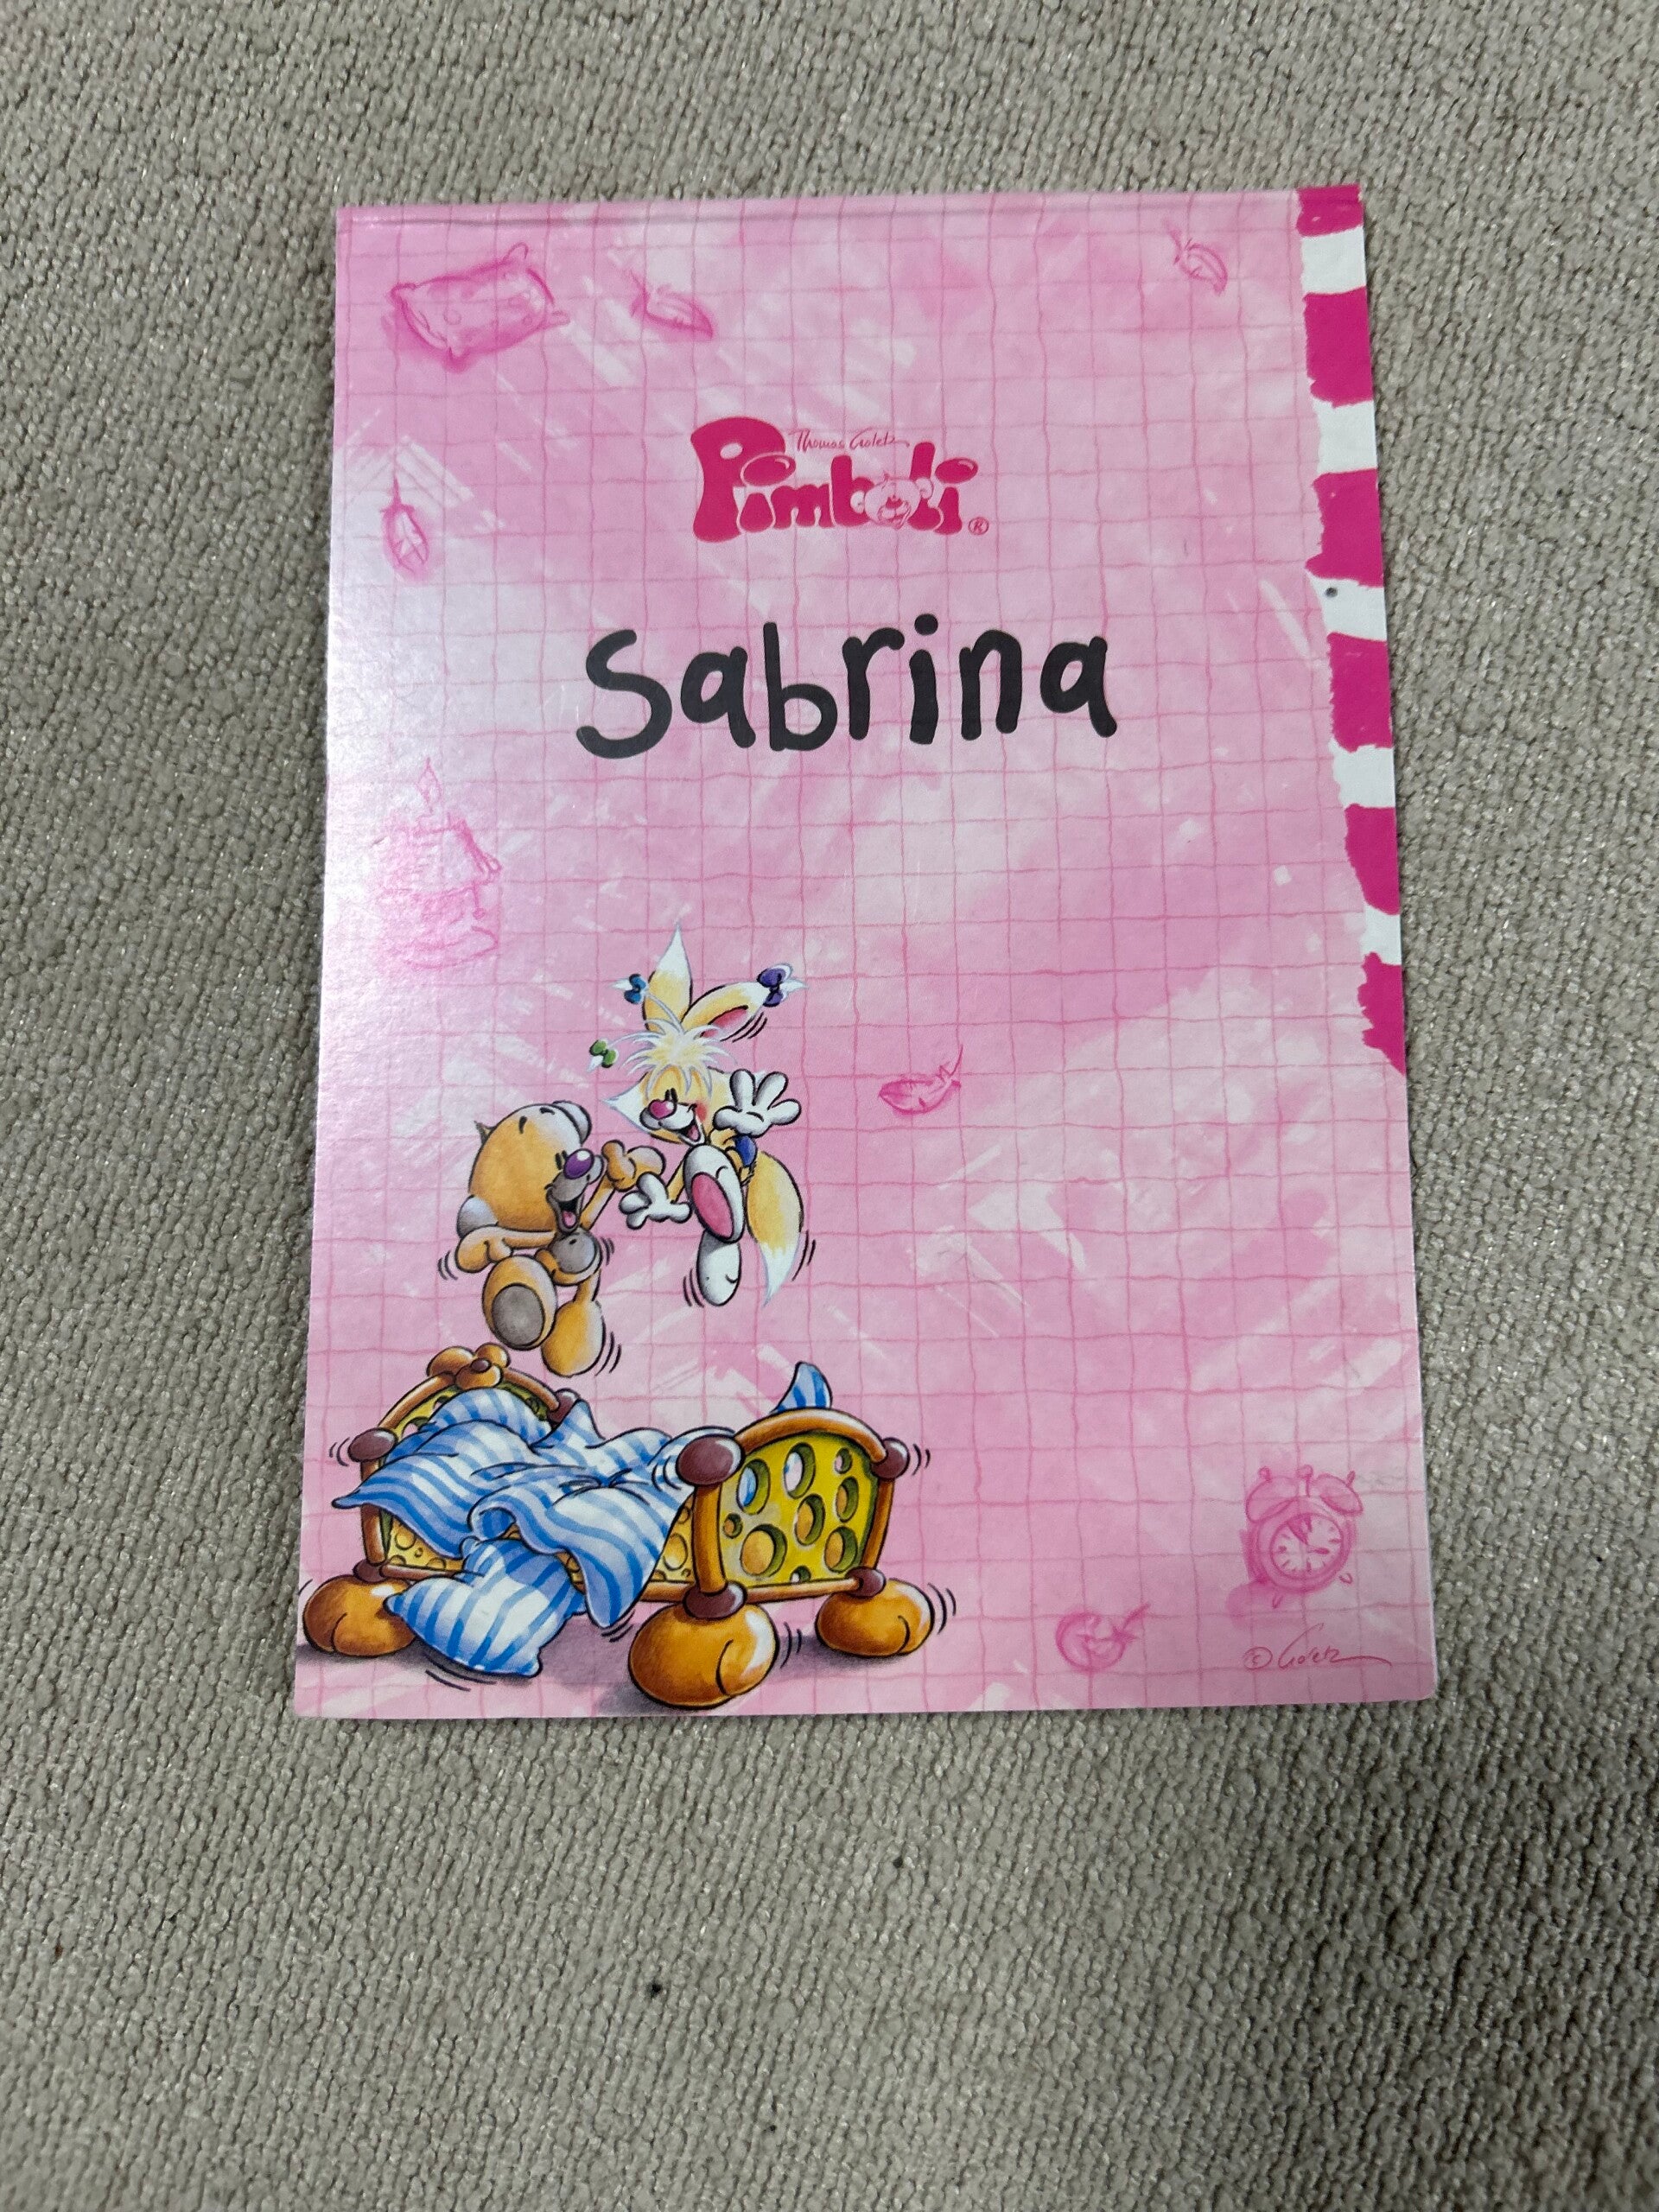 Thomas Goletz
Pimboli ®
Sabrina
© Goletz